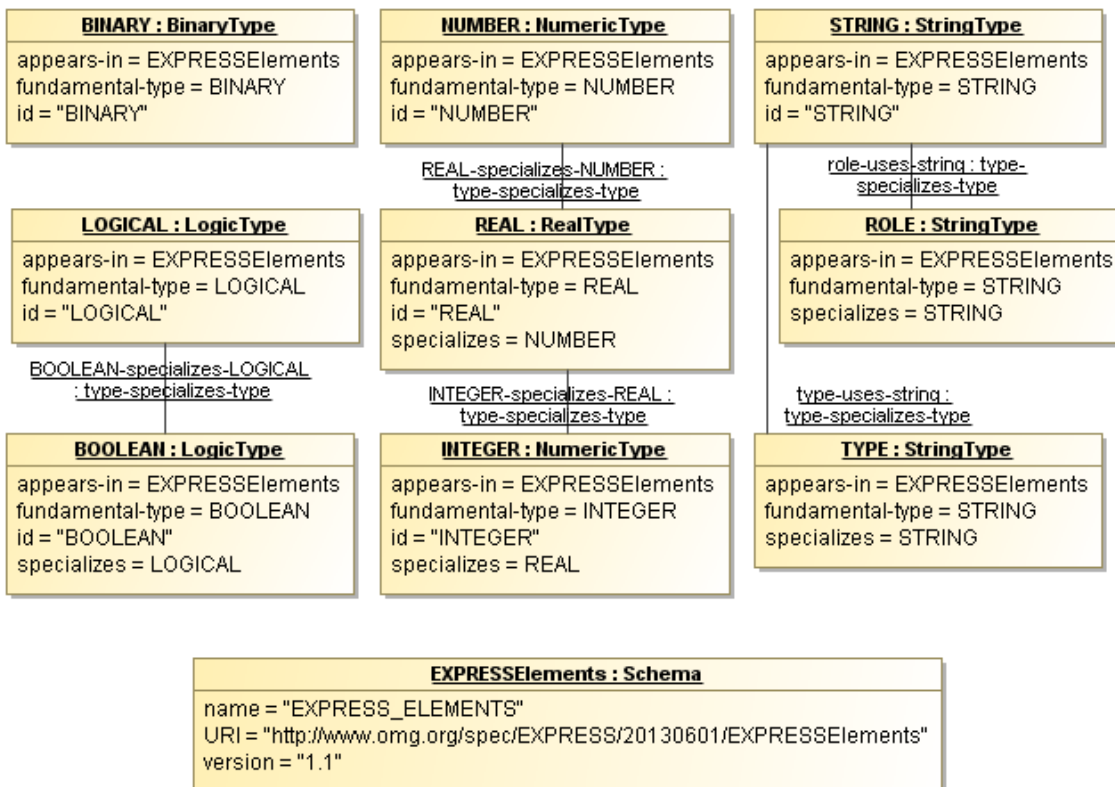 BINARY : BinaryType
appears-in = EXPRESSElements
fundamental-type = BINARY
id = "BINARY"
NUMBER : NumericType
appears-in = EXPRESSElements
fundamental-type = NUMBER
id = "NUMBER"
STRING : StringType
appears-in = EXPRESSElements
fundamental-type = STRING
id = "STRING"
REAL-specializes-NUMBER :
type-specializes-type
role-uses-string : type-
specializes-type
LOGICAL : LogicType
appears-in = EXPRESSElements
fundamental-type = LOGICAL
id = "LOGICAL"
REAL : RealType
appears-in = EXPRESSElements
fundamental-type = REAL
id = "REAL"
specializes = NUMBER
ROLE : StringType
appears-in = EXPRESSElements
fundamental-type = STRING
specializes = STRING
BOOLEAN-specializes-LOGICAL
: type-specializes-type
INTEGER-specializes-REAL :
type-specializes-type
type-uses-string :
type-specializes-type
BOOLEAN : LogicType
appears-in = EXPRESSElements
fundamental-type = BOOLEAN
id = "BOOLEAN"
specializes = LOGICAL
INTEGER : NumericType
appears-in = EXPRESSElements
fundamental-type = INTEGER
id = "INTEGER"
specializes = REAL
TYPE : StringType
appears-in = EXPRESSElements
fundamental-type = STRING
specializes = STRING
EXPRESSElements : Schema
name = "EXPRESS_ELEMENTS"
URI = "http://www.omg.org/spec/EXPRESS/20130601/EXPRESSElements"
version = "1.1"